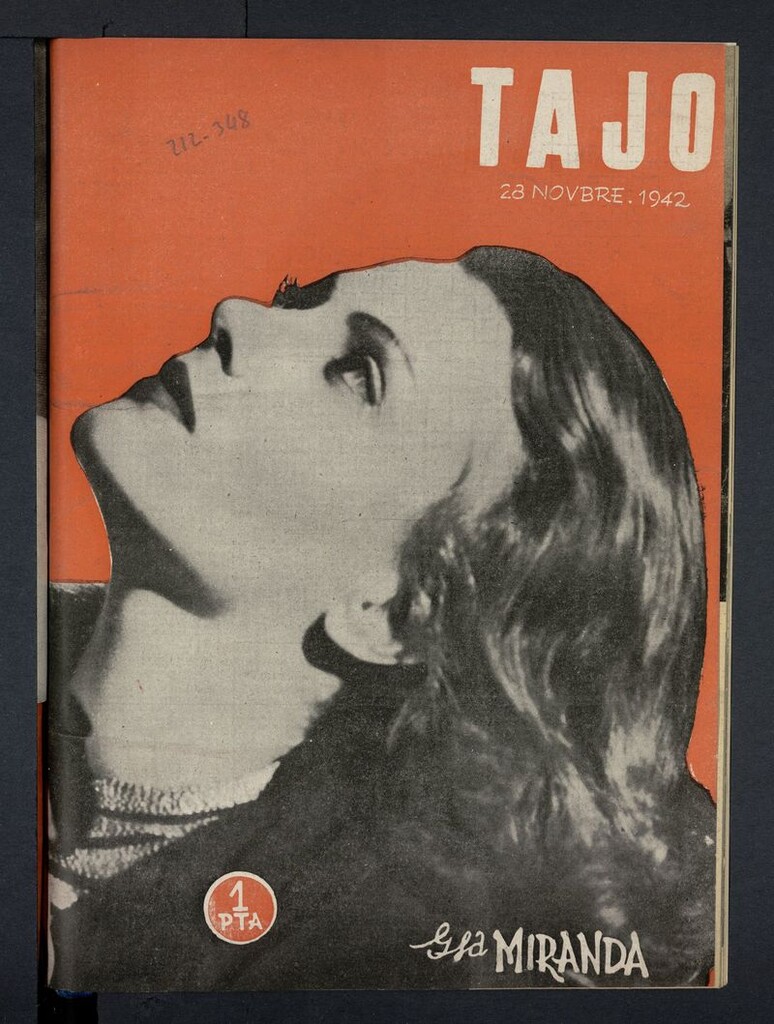 TAJO
28 NOVBRE. 1942
212-348
1
PTA
Isa MIRANDA